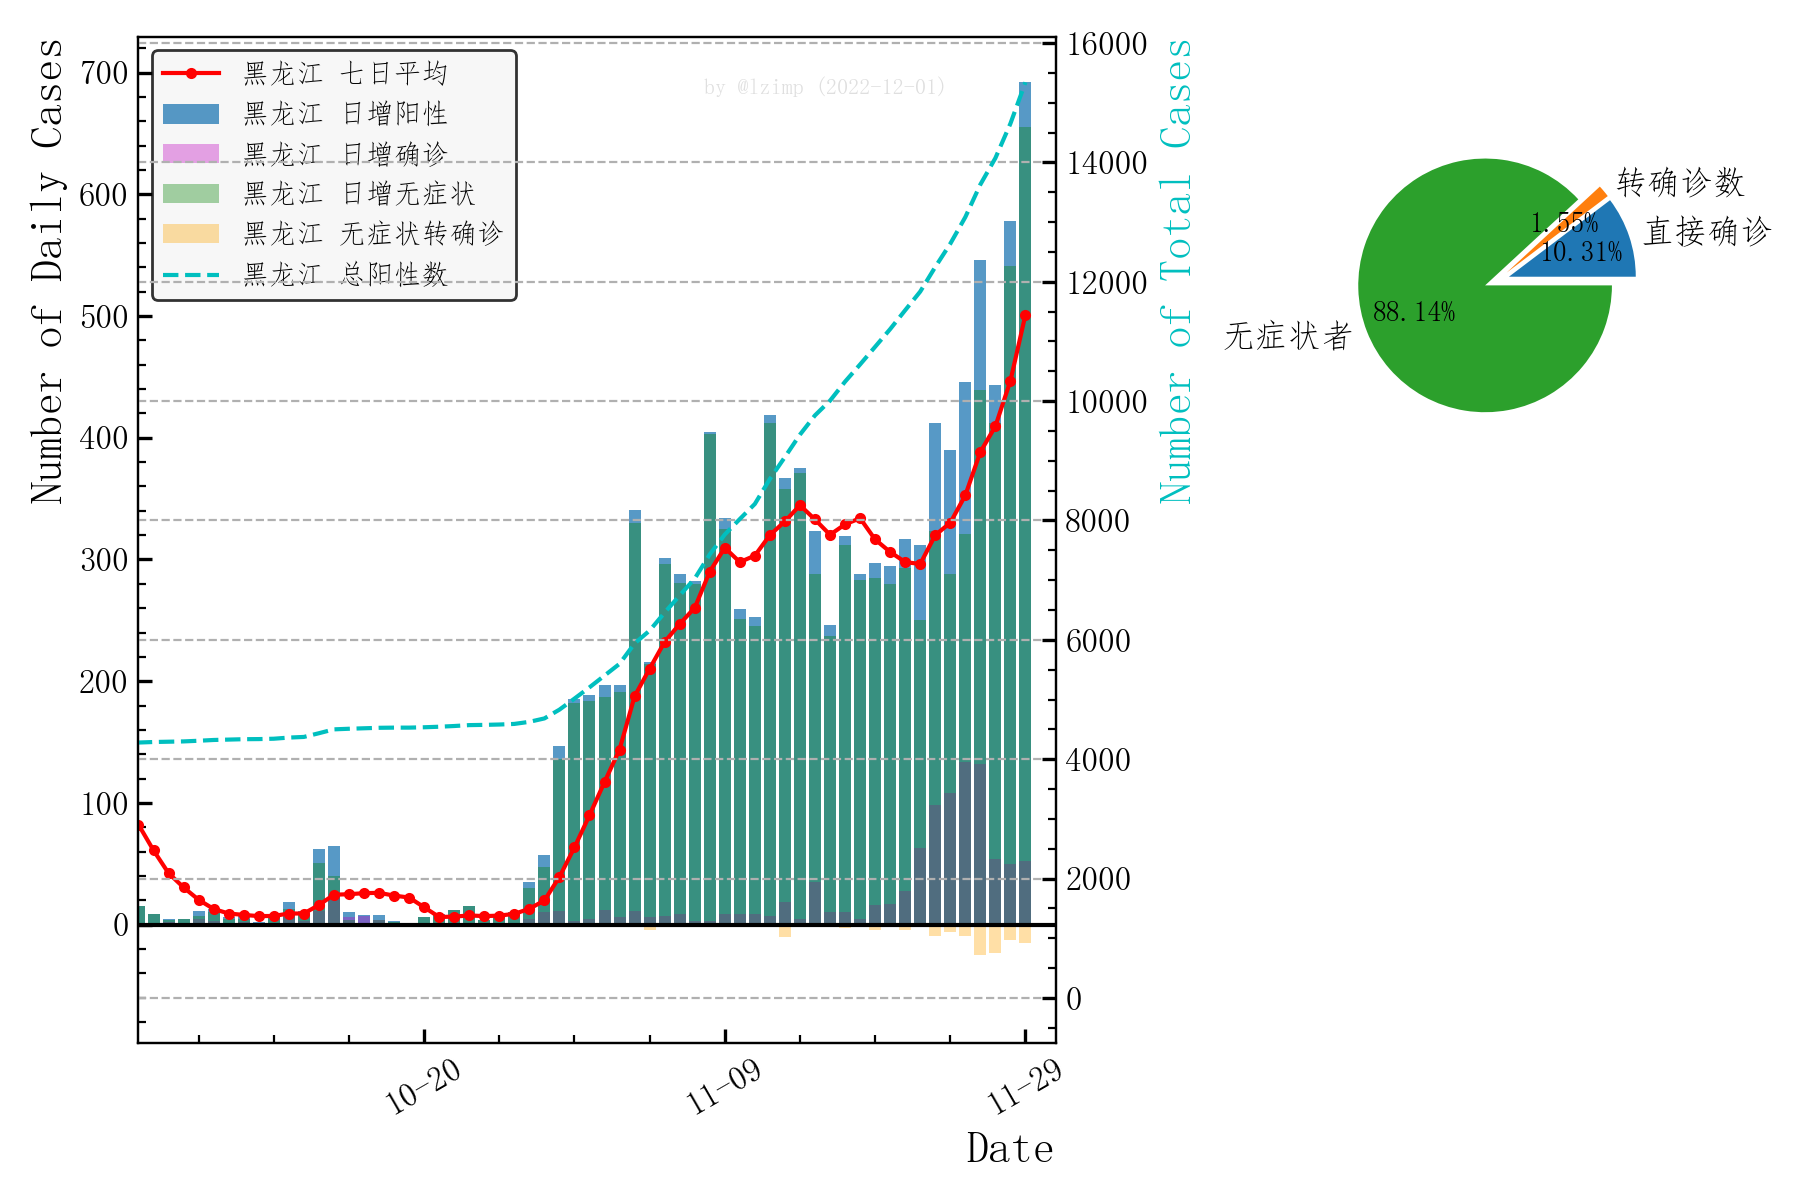 Number of Daily Cases
700
600
500
400
300
200
100
0
黑龙江 七日平均
黑龙江 日增阳性
黑龙江 日增确诊
黑龙江 日增无症状
黑龙江 无症状转确诊
黑龙江 总阳性数
by @lzimp (2022-12-01)
16000
14000
12000
10000
8000
6000
4000
2000
0
Number of Total Cases
10-20
11-09
11-29
Date
转确诊数
1.55%
直接确诊
10.31%
88.14%
无症状者